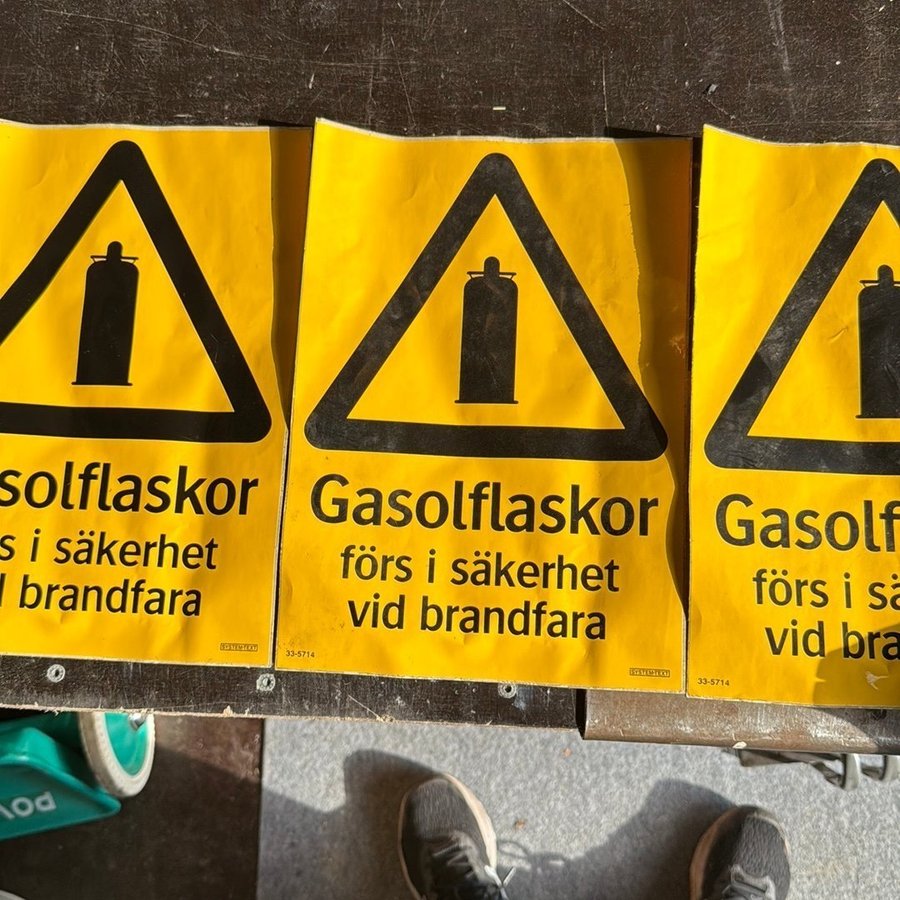 solflaskor
s i säkerhet
brandfara
SYSTEMTEXT
Gasolflaskor
förs i säkerhet
vid brandfara
33-5714
SYSTEMTEXT
Gasolf
förs i sä
vid bra
33-5714
POV